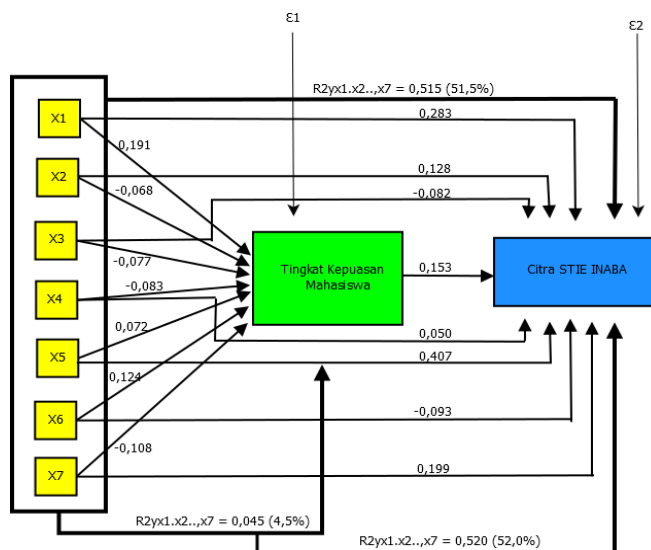 ε1
ε2
R2yx1.x2..,x7 = 0,515 (51,5%)
X1
0,283
0,191
X2
0,128
-0,068
-0,082
X3
-0,077
Tingkat Kepuasan
Mahasiswa
0,153
Citra STIE INABA
X4
-0,083
0,050
X5
0,072
0,407
0,124
X6
-0,093
-0,108
X7
0,199
R2yx1.x2..,x7 = 0,045 (4,5%)
R2yx1.x2..,x7 = 0,520 (52,0%)